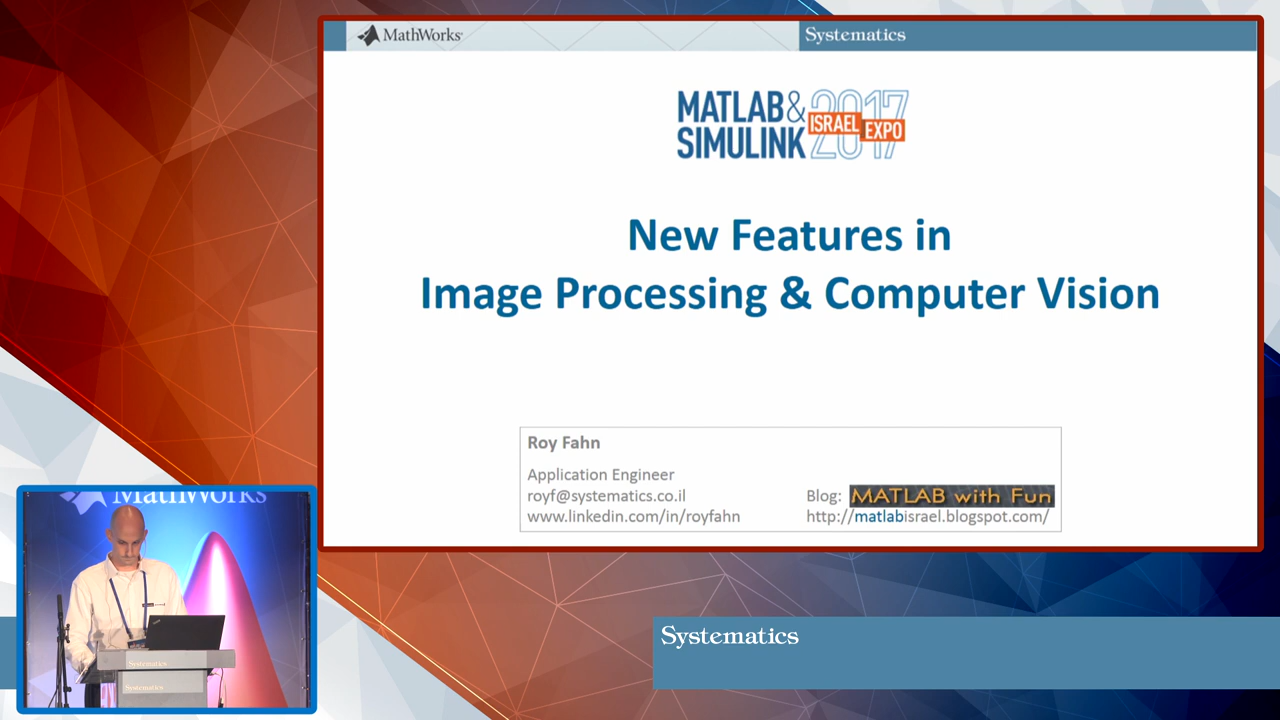 MathWorks
Systematics
MATLAB&
SIMULINK
2017
ISRAEL
EXPO
New Features in
Image Processing & Computer Vision
Roy Fahn
Application Engineer
royf@systematics.co.il
www.linkedin.com/in/royfahn
Blog: MATLAB with Fun
http://matlabisrael.blogspot.com/
MathWorks
Systematics
Systematics
Systematics